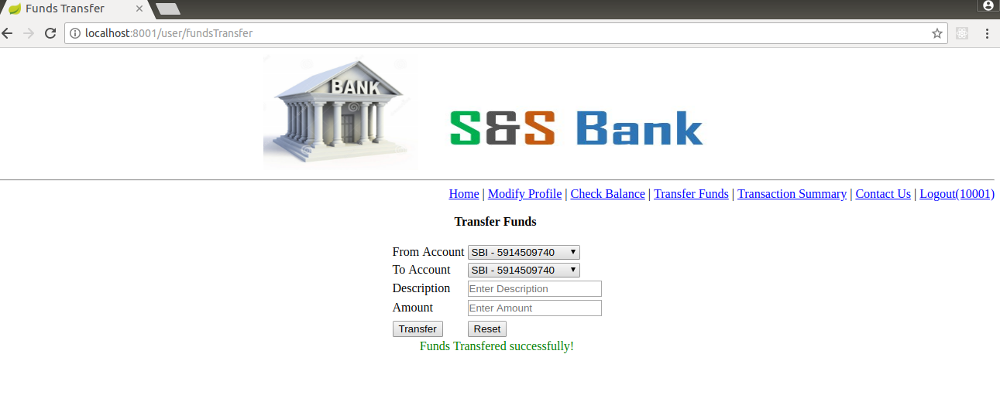 Funds Transfer
localhost:8001/user/fundsTransfer
BANK
S&S Bank
Home | Modify Profile | Check Balance | Transfer Funds | Transaction Summary | Contact Us | Logout(10001)
Transfer Funds
From Account SBI - 5914509740
To Account SBI - 5914509740
Description Enter Description
Amount Enter Amount
Transfer Reset
Funds Transfered successfully!